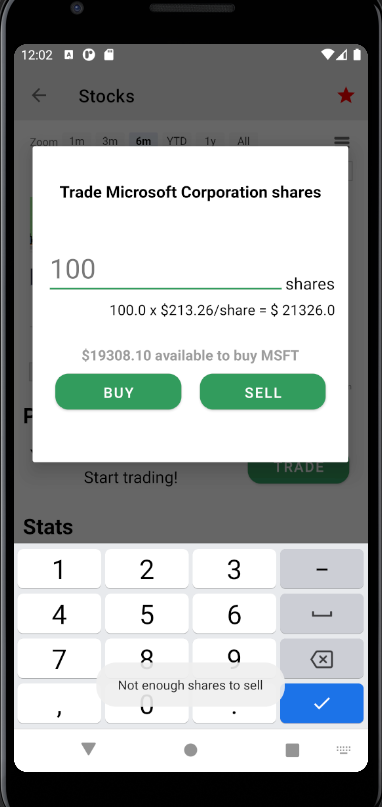 12:02
Stocks
Zoom 1m 3m 6m YTD 1y All
Trade Microsoft Corporation shares
100 shares
100.0 x $213.26/share = $ 21326.0
$19308.10 available to buy MSFT
BUY SELL
TRADE
Start trading!
Stats
1 2 3 −
4 5 6
7 8 9
Not enough shares to sell
, 0 .